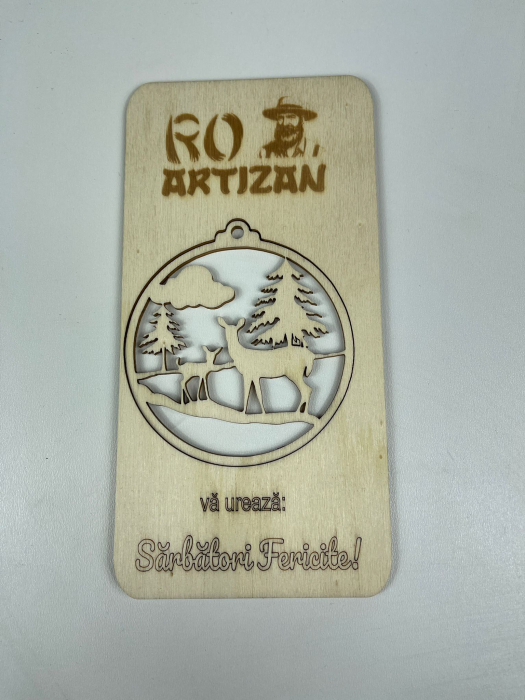 RO
ARTIZAN
vă urează:
Sărbători Fericite!